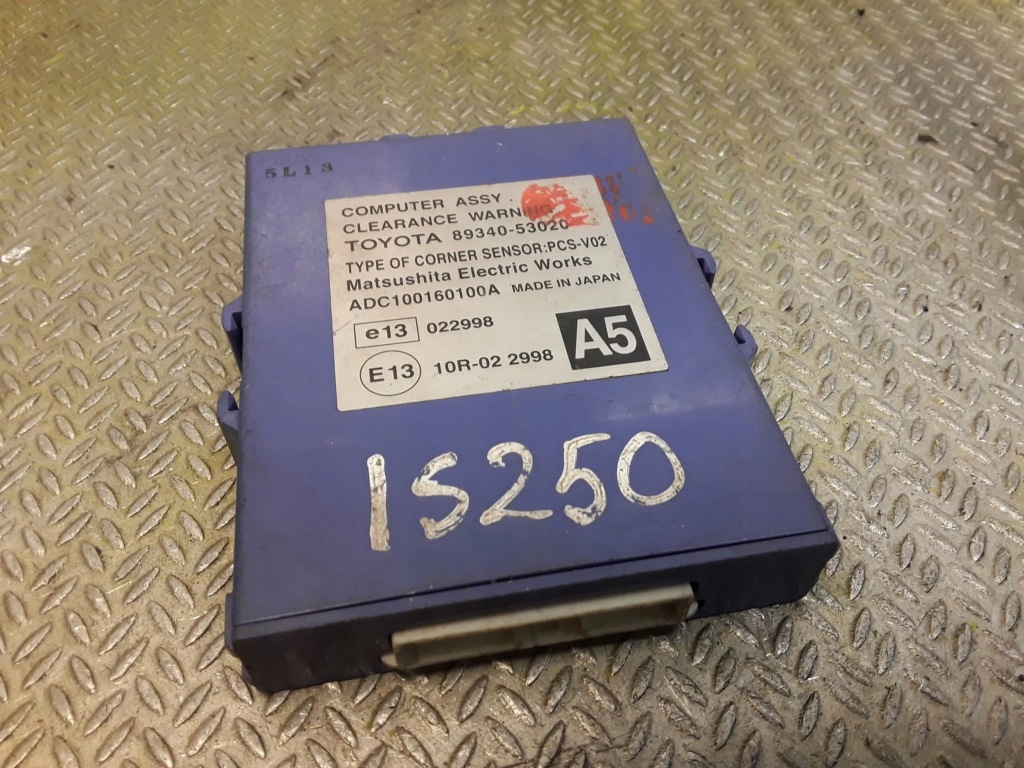 5L13
COMPUTER ASSY.
CLEARANCE WARNING
TOYOTA 89340-53020
TYPE OF CORNER SENSOR:PCS-V02
Matsushita Electric Works
ADC100160100A MADE IN JAPAN
e13 022998
A5
E13 10R-02 2998
IS250